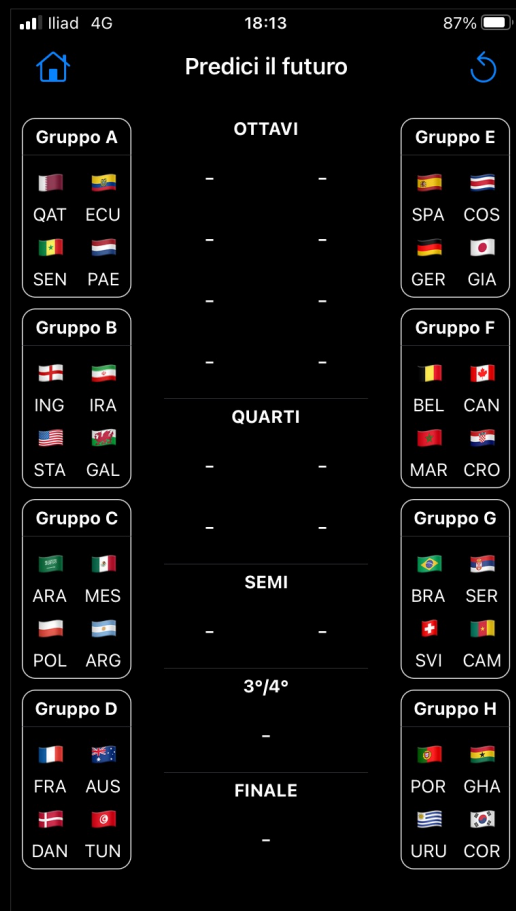 Iliad 4G 18:13 87%
Predici il futuro
Gruppo A
QAT ECU
SEN PAE
Gruppo B
ING IRA
STA GAL
Gruppo C
ARA MES
POL ARG
Gruppo D
FRA AUS
DAN TUN
OTTAVI
- -
- -
- -
- -
QUARTI
- -
- -
SEMI
- -
3°/4°
-
FINALE
-
Gruppo E
SPA COS
GER GIA
Gruppo F
BEL CAN
MAR CRO
Gruppo G
BRA SER
SVI CAM
Gruppo H
POR GHA
URU COR